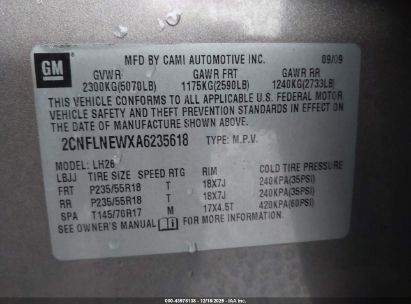 GM
MFD BY CAMI AUTOMOTIVE INC. 09/09
GVWR GAWR FRT GAWR RR
2300KG(5070LB) 1175KG(2590LB) 1240KG(2733LB)
THIS VEHICLE CONFORMS TO ALL APPLICABLE U.S. FEDERAL MOTOR
VEHICLE SAFETY AND THEFT PREVENTION STANDARDS IN EFFECT ON
THE DATE OF MANUFACTURE SHOWN ABOVE.
2CNFLNEWXA6235618 TYPE: M.P.V.
MODEL: LH26
LBJJ TIRE SIZE SPEED RTG RIM COLD TIRE PRESSURE
FRT P235/55R18 T 18X7J 240KPA(35PSI)
RR P235/55R18 T 18X7J 240KPA(35PSI)
SPA T145/70R17 M 17X4.5T 420KPA(60PSI)
SEE OWNER'S MANUAL